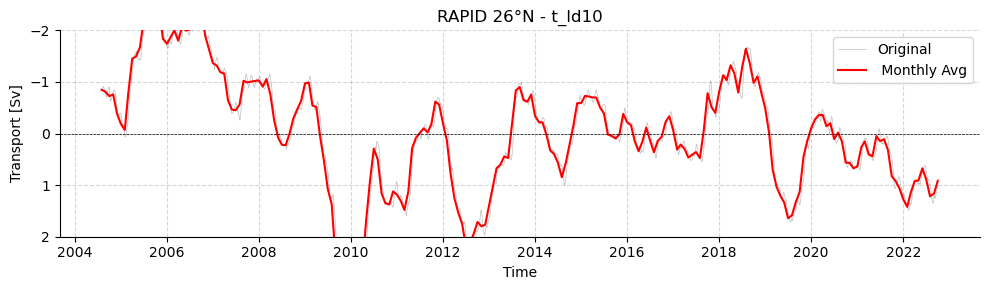 RAPID 26°N - t_ld10
Original
Monthly Avg
Transport [Sv]
−2
−1
0
1
2
2004 2006 2008 2010 2012 2014 2016 2018 2020 2022
Time